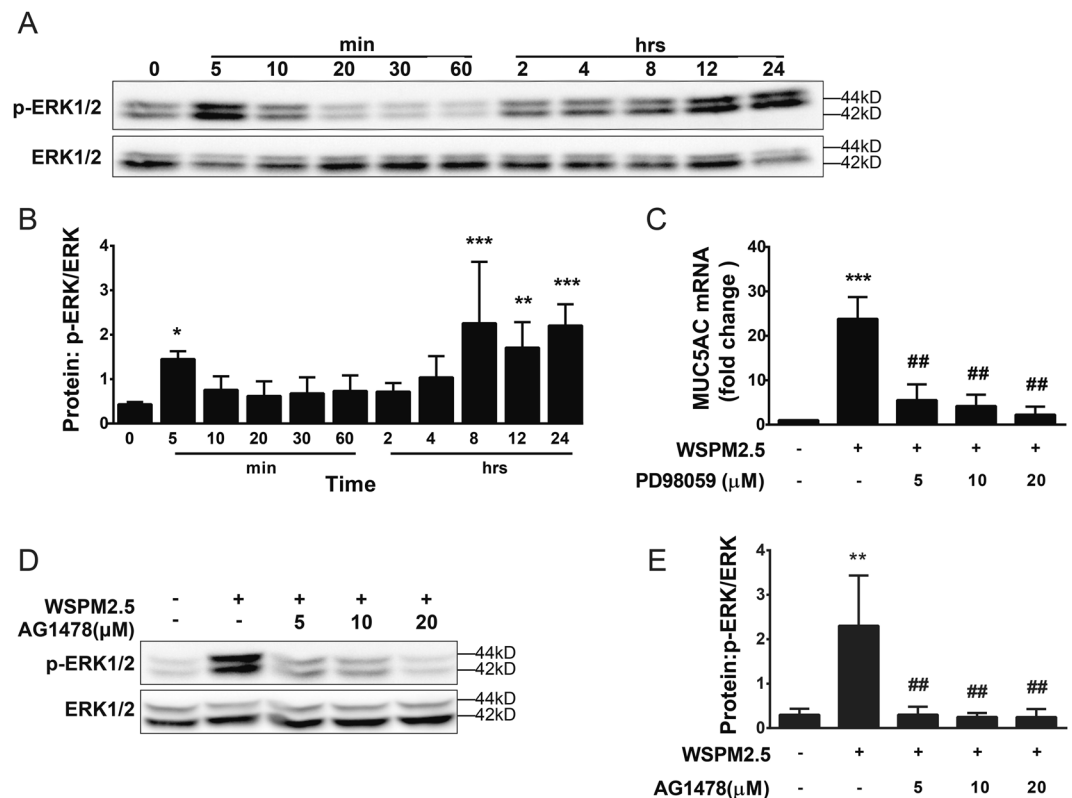 A
min hrs
0 5 10 20 30 60 2 4 8 12 24
p-ERK1/2
44kD
42kD
ERK1/2
44kD
42kD
B
Protein: p-ERK/ERK
4
3
2
1
0
*
***
**
***
0 5 10 20 30 60 2 4 8 12 24
min hrs
Time
C
MUC5AC mRNA
(fold change )
40
30
20
10
0
***
##
##
##
WSPM2.5 - + + + +
PD98059 (μM) - - 5 10 20
D
WSPM2.5 - + + + +
AG1478(μM) - - 5 10 20
p-ERK1/2
44kD
42kD
ERK1/2
44kD
42kD
E
Protein:p-ERK/ERK
4
3
2
1
0
**
##
##
##
WSPM2.5 - + + + +
AG1478(μM) - - 5 10 20